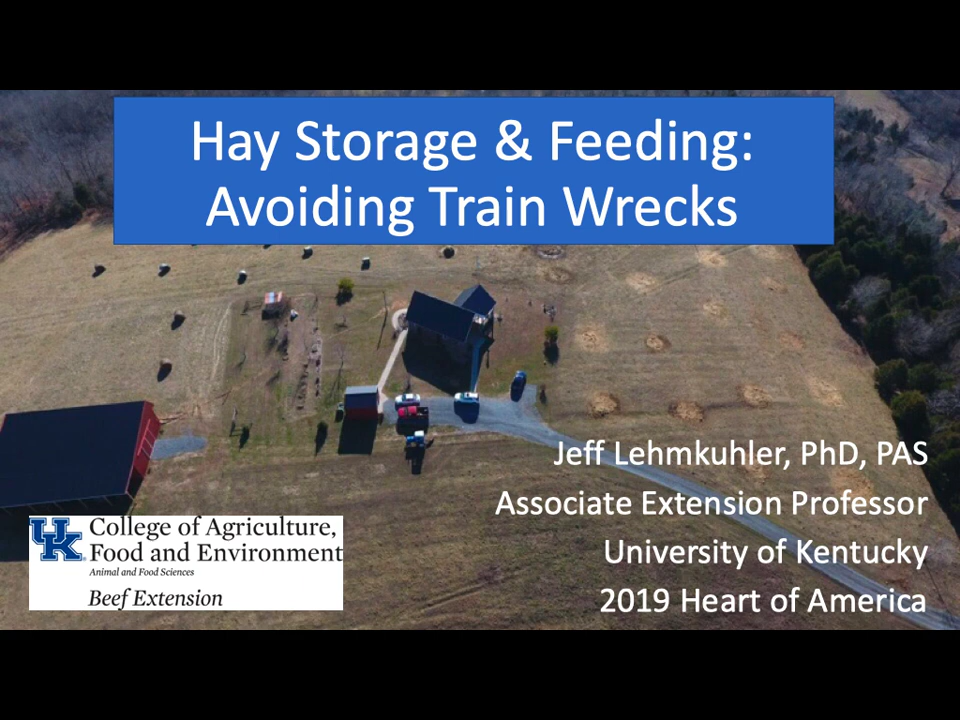 Hay Storage & Feeding:
Avoiding Train Wrecks
Jeff Lehmkuhler, PhD, PAS
Associate Extension Professor
University of Kentucky
2019 Heart of America
UK
College of Agriculture,
Food and Environment
Animal and Food Sciences
Beef Extension